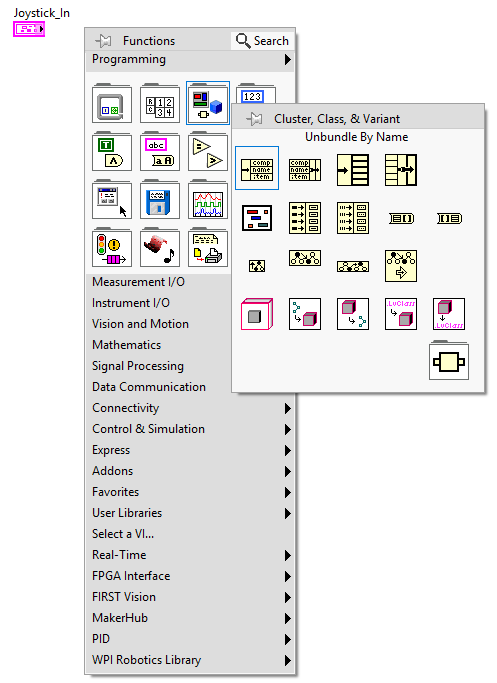 Joystick_In
Functions
Search
Programming
123
Cluster, Class, & Variant
Unbundle By Name
comp
name
item
comp
name
item
T
A
abc
a A
.LvClass
.LvClass
Measurement I/O
Instrument I/O
Vision and Motion
Mathematics
Signal Processing
Data Communication
Connectivity
Control & Simulation
Express
Addons
Favorites
User Libraries
Select a VI...
Real-Time
FPGA Interface
FIRST Vision
MakerHub
PID
WPI Robotics Library